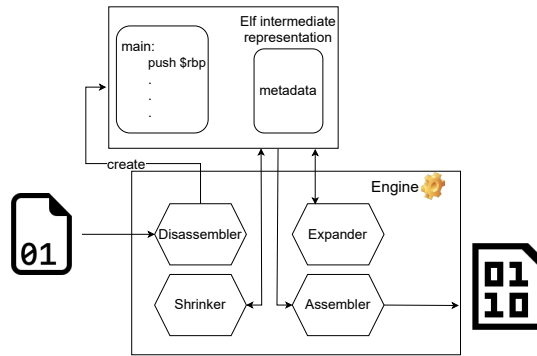 Elf intermediate
representation
main:
push $rbp
.
.
.
metadata
create
Engine
Disassembler
Expander
01
Shrinker
Assembler
01
10